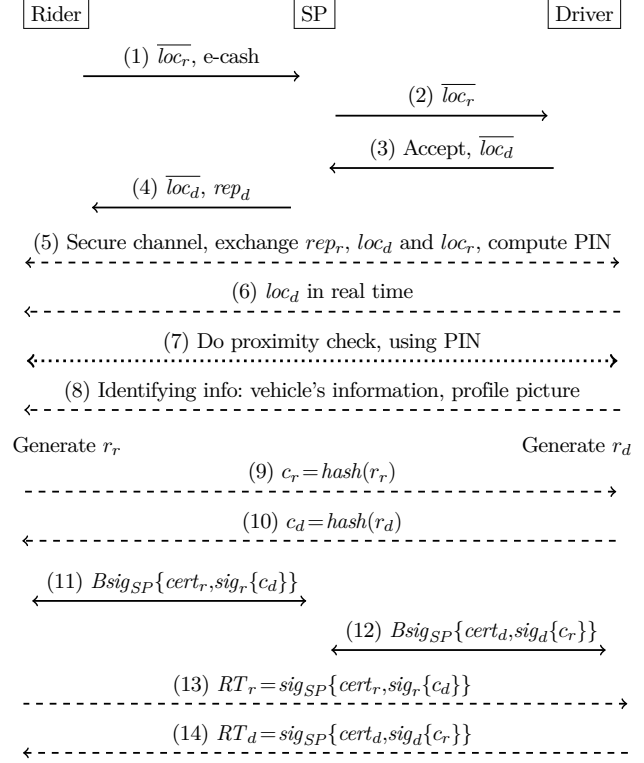 Rider SP Driver
(1) $\overline{loc_r}$, e-cash
(2) $\overline{loc_r}$
(3) Accept, $\overline{loc_d}$
(4) $\overline{loc_d}$, $rep_d$
(5) Secure channel, exchange $rep_r$, $loc_d$ and $loc_r$, compute PIN
(6) $loc_d$ in real time
(7) Do proximity check, using PIN
(8) Identifying info: vehicle's information, profile picture
Generate $r_r$ Generate $r_d$
(9) $c_r = hash(r_r)$
(10) $c_d = hash(r_d)$
(11) $Bsig_{SP}\{cert_r, sig_r\{c_d\}\}$
(12) $Bsig_{SP}\{cert_d, sig_d\{c_r\}\}$
(13) $RT_r = sig_{SP}\{cert_r, sig_r\{c_d\}\}$
(14) $RT_d = sig_{SP}\{cert_d, sig_d\{c_r\}\}$